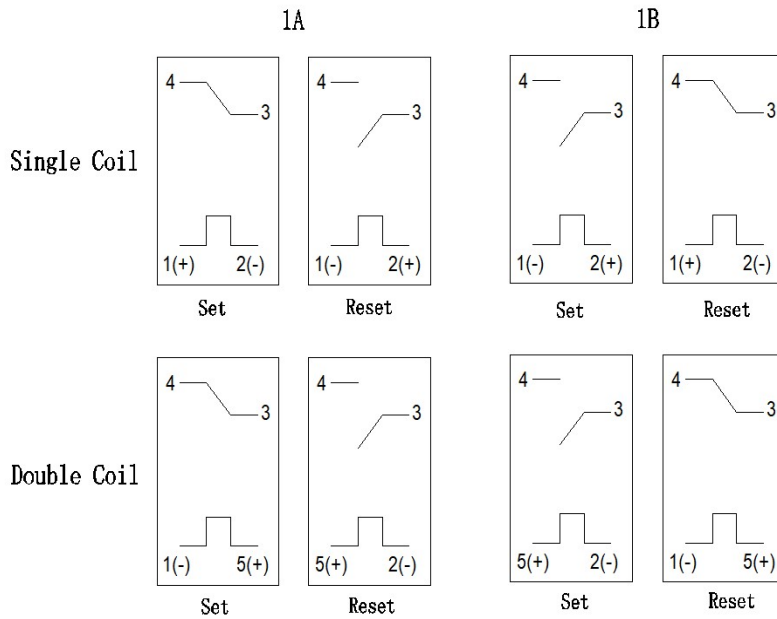 1A 1B
4 3 4 3 4 3 4 3
Single Coil
1(+) 2(-) 1(-) 2(+) 1(-) 2(+) 1(+) 2(-)
Set Reset Set Reset
4 3 4 3 4 3 4 3
Double Coil
1(-) 5(+) 5(+) 2(-) 5(+) 2(-) 1(-) 5(+)
Set Reset Set Reset